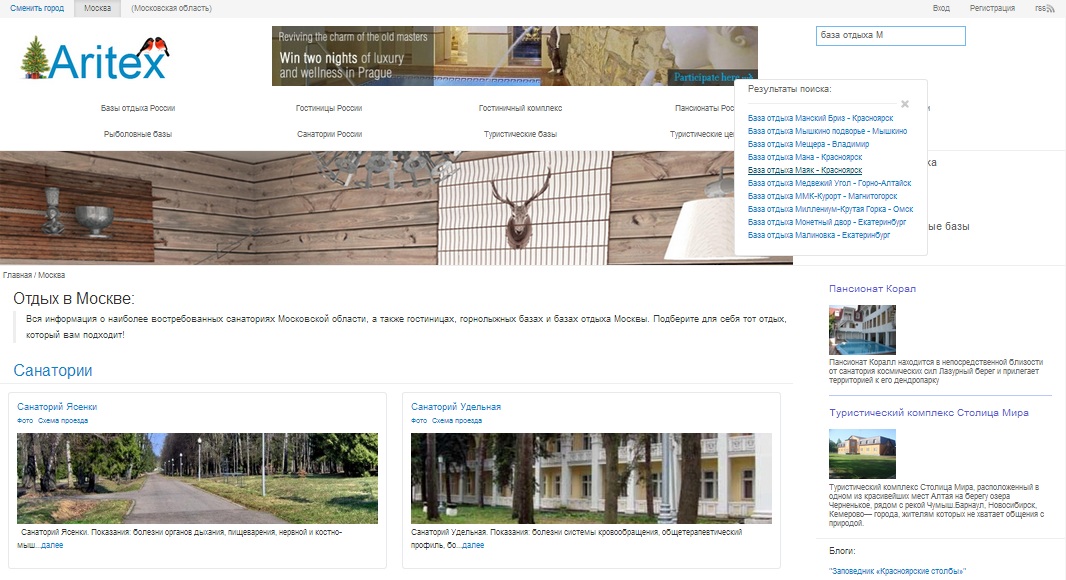 Сменить город
Москва
(Московская область)
Вход
Регистрация
rss
Aritex
Reviving the charm of the old masters
Win two nights of luxury
and wellness in Prague
Participate here
база отдыха М
Базы отдыха России
Гостиницы России
Гостиничный комплекс
Пансионаты Рос
Рыболовные базы
Санатории России
Туристические базы
Туристические це
Результаты поиска:
База отдыха Манский Бриз - Красноярск
База отдыха Мышкино подворье - Мышкино
База отдыха Мещера - Владимир
База отдыха Мана - Красноярск
База отдыха Маяк - Красноярск
База отдыха Медвежий Угол - Горно-Алтайск
База отдыха ММК-Курорт - Магнитогорск
База отдыха Миллениум-Крутая Горка - Омск
База отдыха Монетный двор - Екатеринбург
База отдыха Малиновка - Екатеринбург
ка
ые базы
Главная / Москва
Отдых в Москве:
Вся информация о наиболее востребованных санаториях Московской области, а также гостиницах, горнолыжных базах и базах отдыха Москвы. Подберите для себя тот отдых,
который вам подходит!
Санатории
Санаторий Ясенки
Фото Схема проезда
Санаторий Ясенки. Показания: болезни органов дыхания, пищеварения, нервной и костно-
мыш...далее
Санаторий Удельная
Фото Схема проезда
Санаторий Удельная. Показания: болезни системы кровообращения, общетерапевтический
профиль, бо...далее
Пансионат Корал
Пансионат Коралл находится в непосредственной близости
от санатория космических сил Лазурный берег и прилегает
территорией к его дендропарку
Туристический комплекс Столица Мира
Туристический комплекс Столица Мира, расположенный в
одном из красивейших мест Алтая на берегу озера
Черненькое, рядом с рекой Чумыш.Барнаул, Новосибирск,
Кемерово— города, жителям которых не хватает общения с
природой.
Блоги:
"Заповедник «Красноярские столбы»"